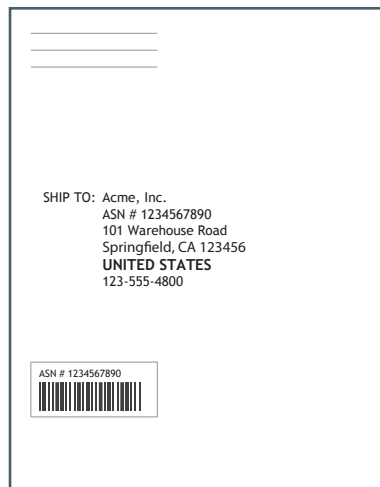 SHIP TO: Acme, Inc.
ASN # 1234567890
101 Warehouse Road
Springfield, CA 123456
UNITED STATES
123-555-4800
ASN # 1234567890